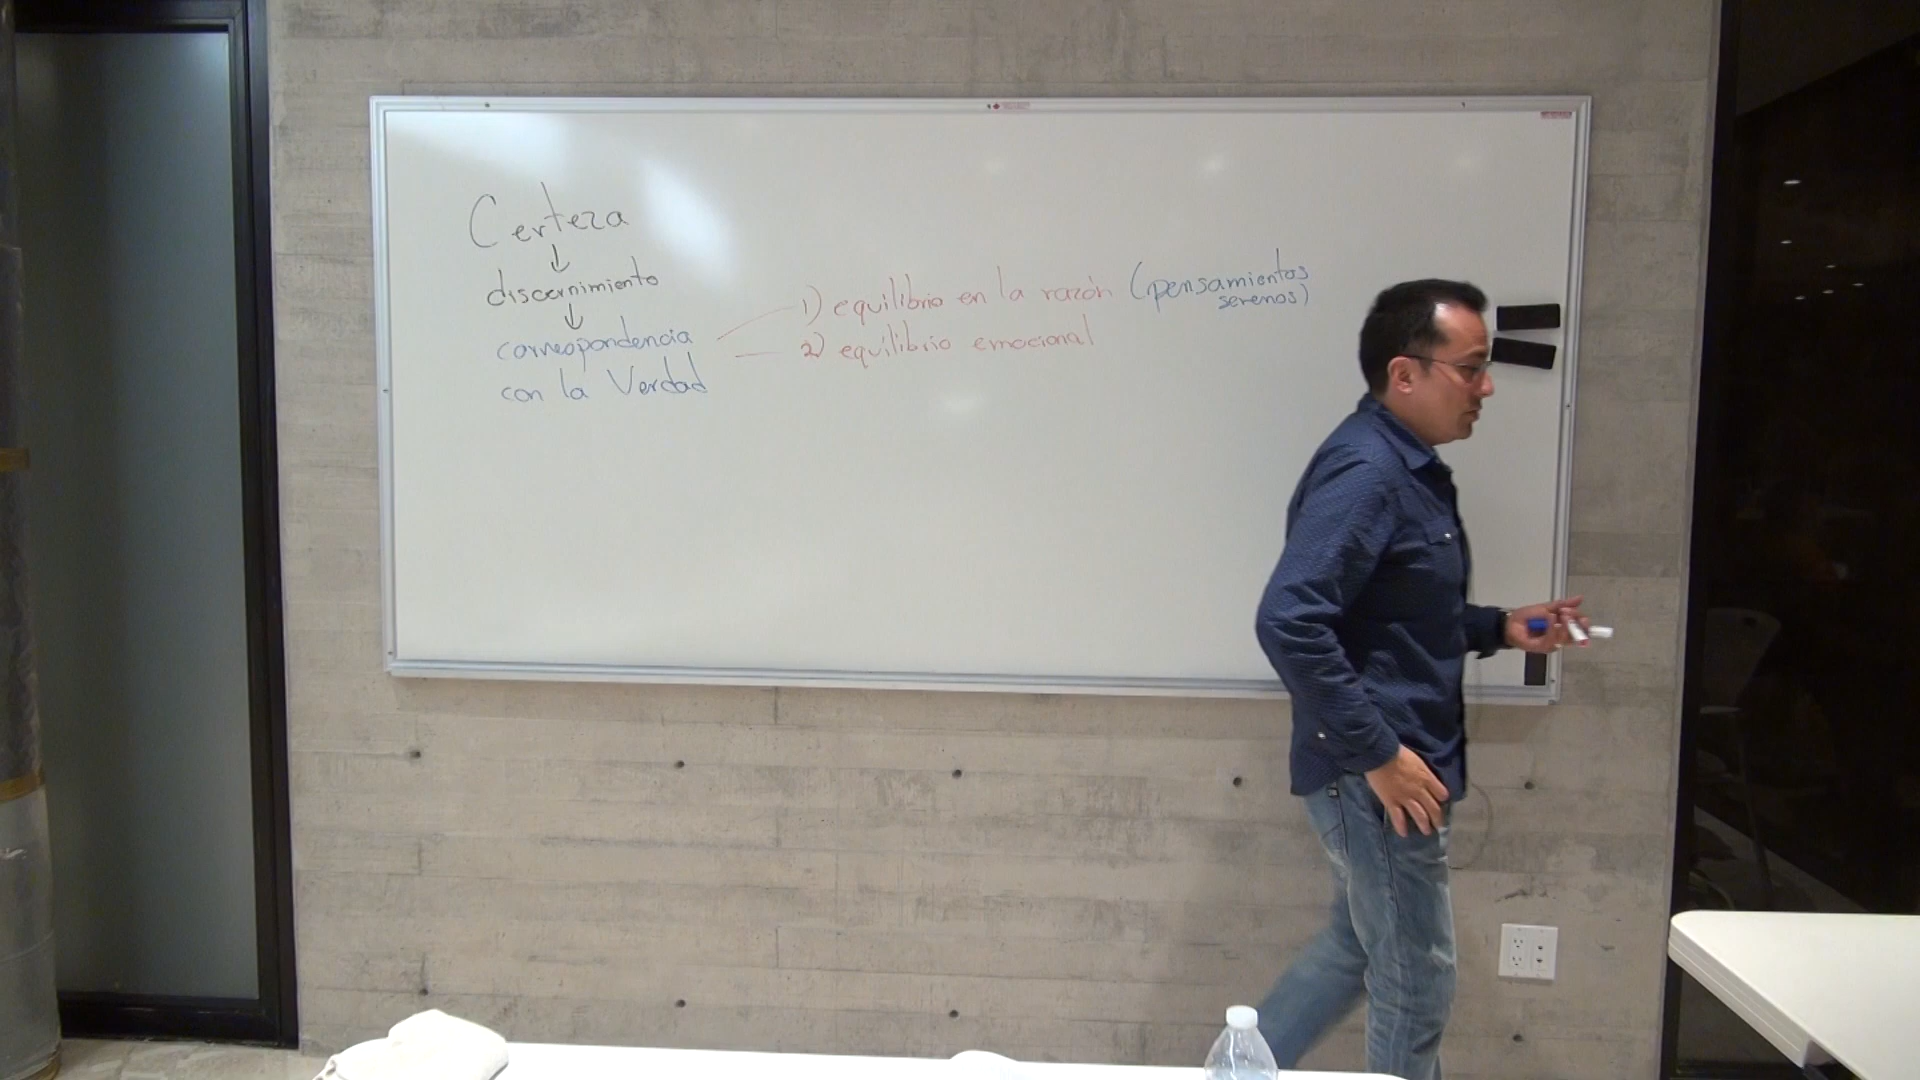 Certeza
↓
discernimiento
↓
correspondencia
con la Verdad
1) equilibrio en la razón (pensamientos
serenos)
2) equilibrio emocional